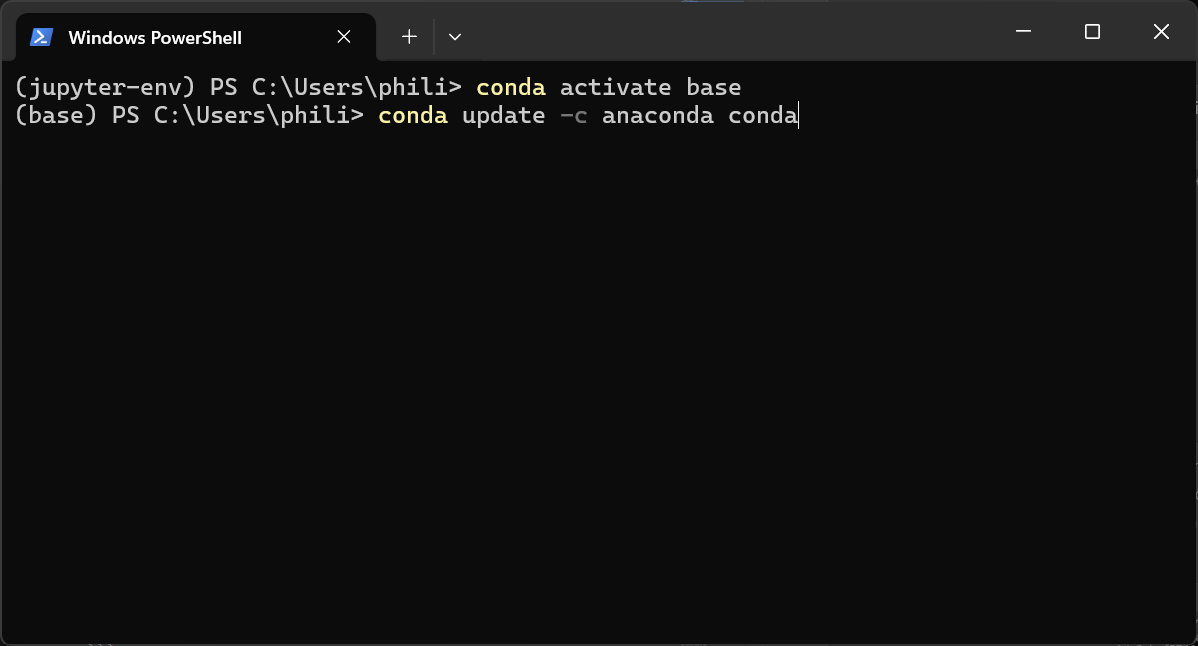 Windows PowerShell
(jupyter-env) PS C:\Users\phili> conda activate base
(base) PS C:\Users\phili> conda update -c anaconda conda